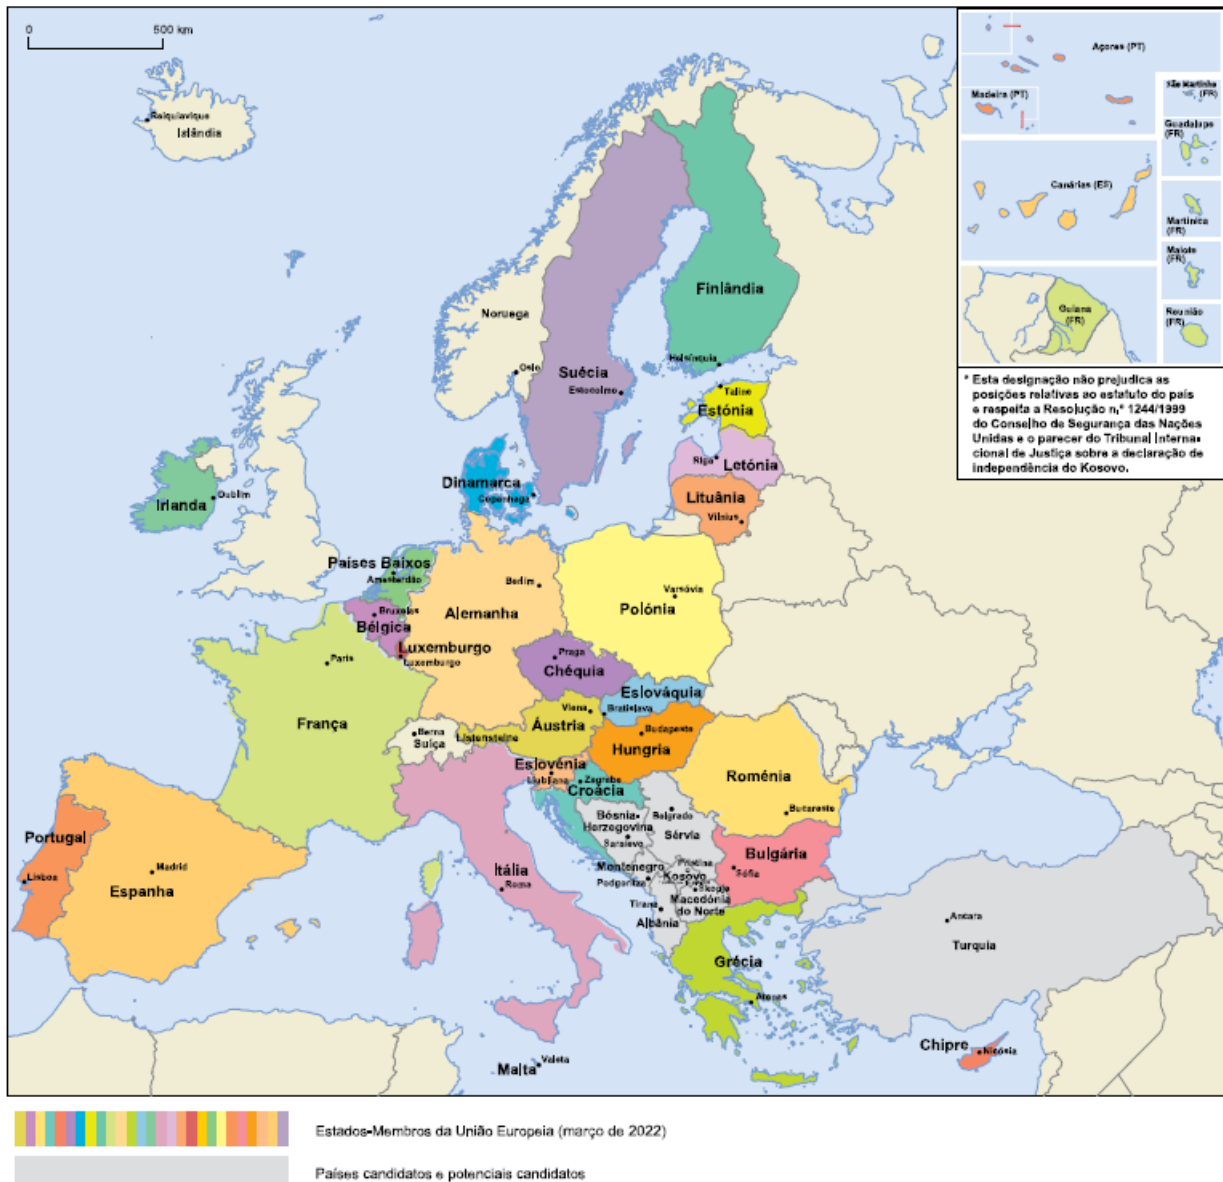 0 500 km
Açores (PT)
Madeira (PT)
São Martinho
(FR)
Guadalupe
(FR)
Canárias (ES)
Martinica
(FR)
Maiote
(FR)
Guiana
(FR)
Reunião
(FR)
* Esta designação não prejudica as
posições relativas ao estatuto do país
e respeita a Resolução n.º 1244/1999
do Conselho de Segurança das Nações
Unidas e o parecer do Tribunal Interna-
cional de Justiça sobre a declaração de
independência do Kosovo.
Reiquiavique
Islândia
Finlândia
Noruega
Helsínquia
Oslo
Suécia
Estocolmo
Taline
Estónia
Riga
Letónia
Dinamarca
Copenhaga
Lituânia
Vílnius
Dublim
Irlanda
Países Baixos
Amesterdão
Berlim
Varsóvia
Polónia
Alemanha
Bruxelas
Bélgica
Luxemburgo
Luxemburgo
Paris
Praga
Chéquia
Eslováquia
Bratislava
Viena
Áustria
França
Berna
Suíça
Listenstaine
Budapeste
Hungria
Eslovénia
Liubliana
Zagrebe
Croácia
Roménia
Bucareste
Bósnia-
Herzegovina
Saraievo
Belgrado
Sérvia
Portugal
Lisboa
Madrid
Espanha
Itália
Roma
Montenegro
Podgoritsa
Pristina
Kosovo
Bulgária
Sófia
Skopje
Macedónia
do Norte
Tirana
Albânia
Ancara
Turquia
Grécia
Atenas
Chipre
Nicósia
Malta
Valeta
Estados-Membros da União Europeia (março de 2022)
Países candidatos e potenciais candidatos